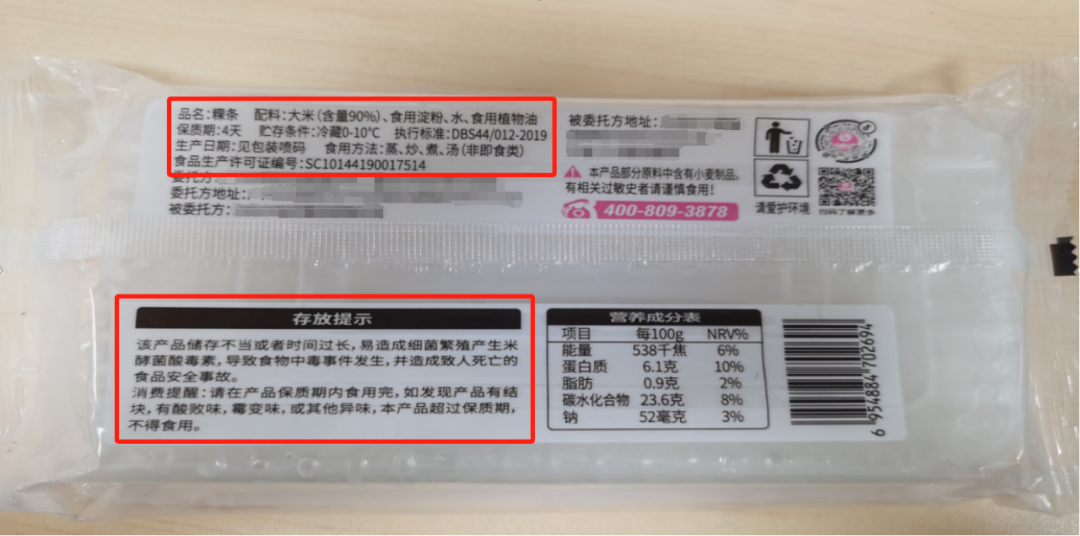 品名:粿条 配料:大米(含量90%)、食用淀粉、水、食用植物油
保质期:4天 贮存条件:冷藏0-10℃ 执行标准:DBS44/012-2019
生产日期:见包装喷码 食用方法:蒸、炒、煮、汤(非即食类)
食品生产许可证编号:SC10144190017514
委托方:
委托方地址:
被委托方:
被委托方地址:
本产品部分原料中含有小麦制品,
有相关过敏史者请谨慎食用!
400-809-3878
请爱护环境
扫码了解更多
存放提示
该产品储存不当或者时间过长,易造成细菌繁殖产生米
酵菌酸毒素,导致食物中毒事件发生,并造成致人死亡的
食品安全事故。
消费提醒:请在产品保质期内食用完,如发现产品有结
块,有酸败味,霉变味,或其他异味,本产品超过保质期,
不得食用。
营养成分表
项目 每100g NRV%
能量 538千焦 6%
蛋白质 6.1克 10%
脂肪 0.9克 2%
碳水化合物 23.6克 8%
钠 52毫克 3%
6 954884 702694